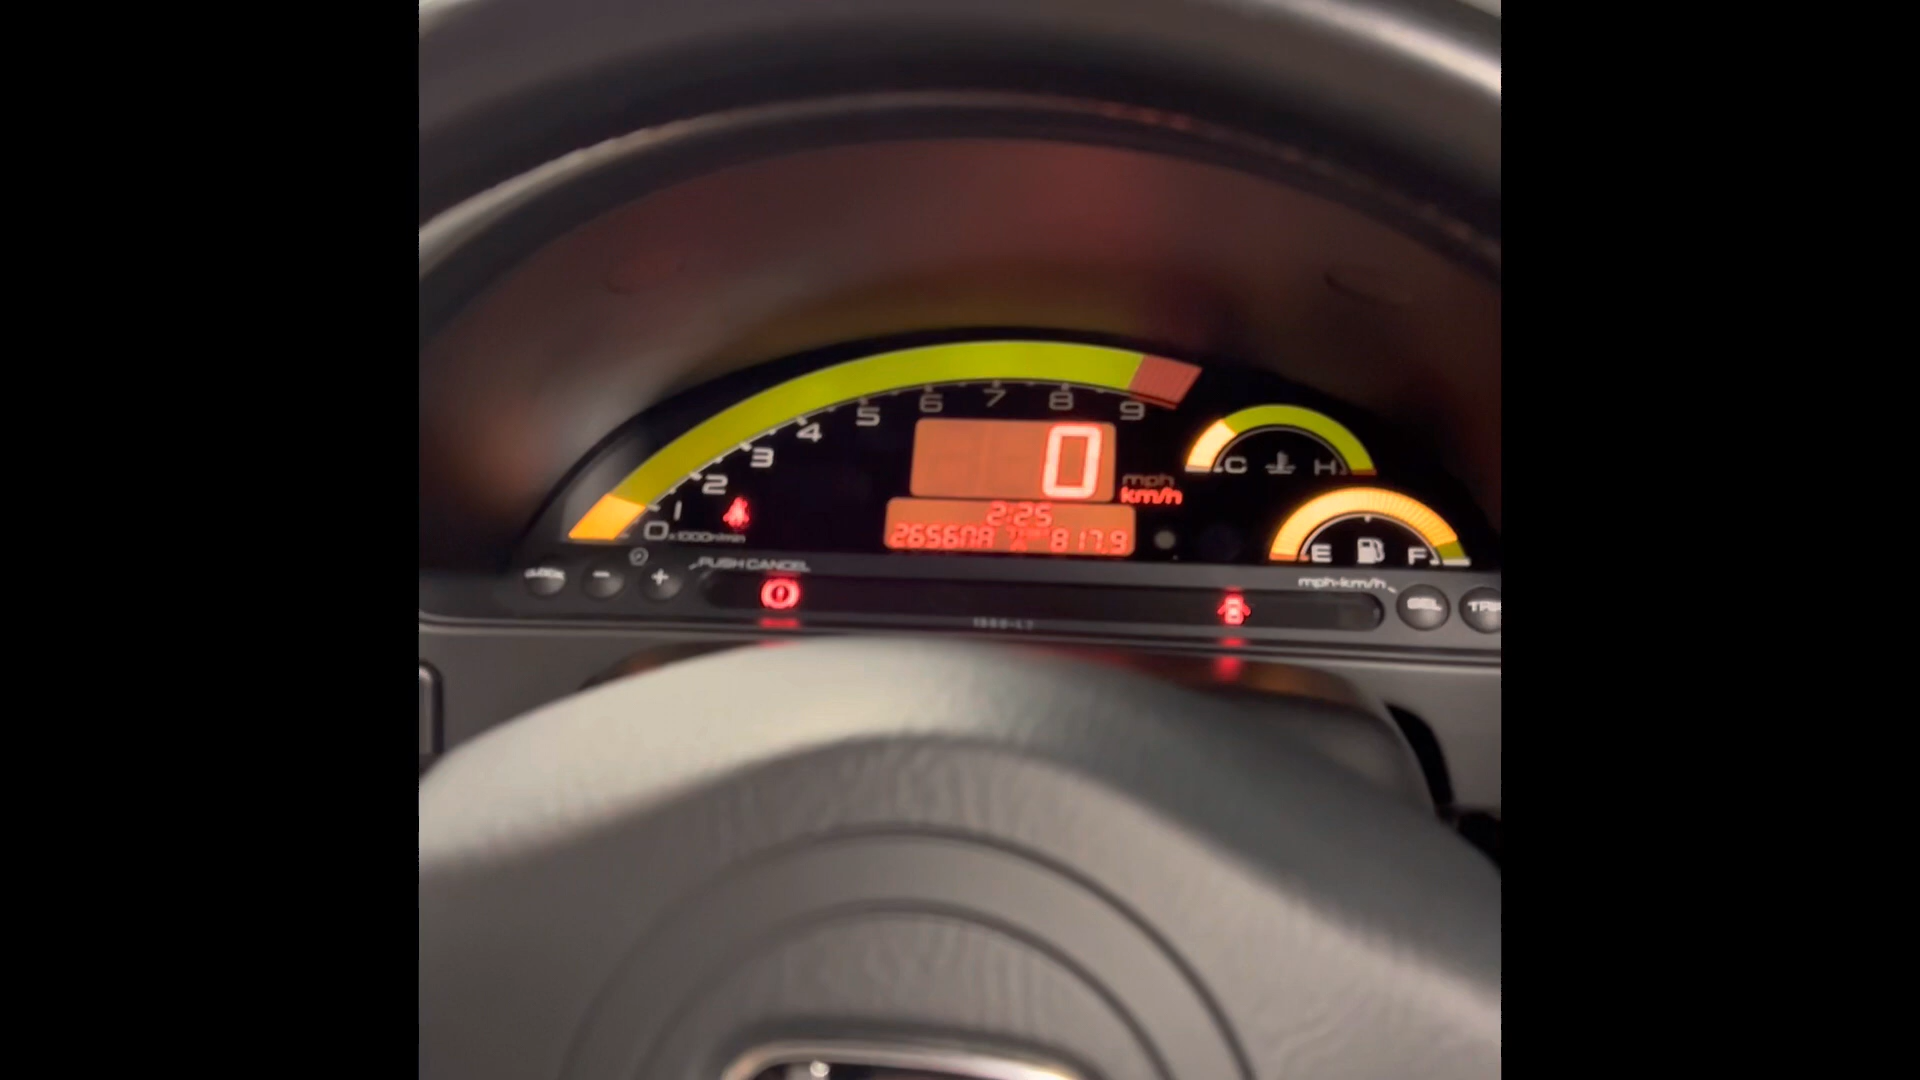 0 1 2 3 4 5 6 7 8 9
x1000r/min
0
mph
km/h
2:25
817.9
C H
E F
CLOCK - +
PUSH CANCEL
mph-km/h
SEL